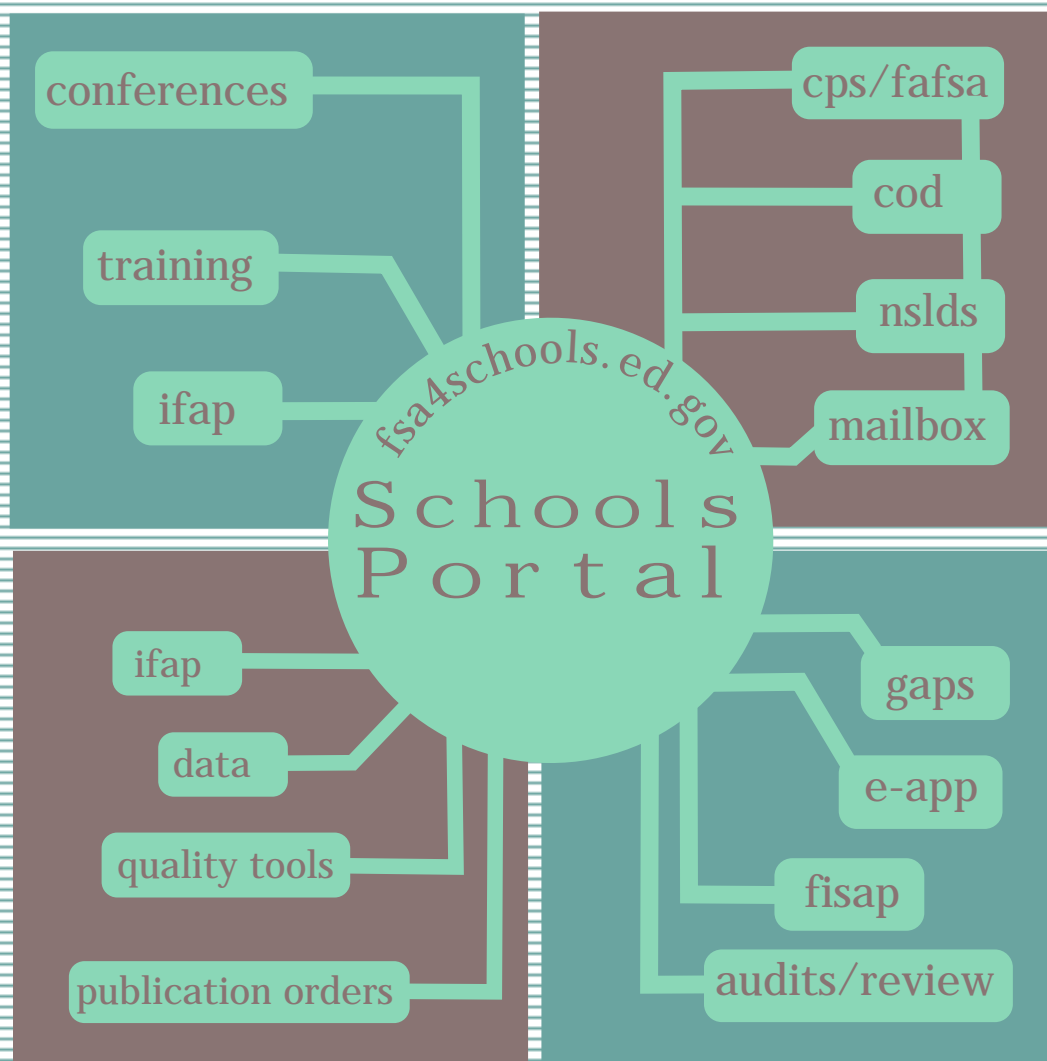 conferences
training
ifap
cps/fafsa
cod
nslds
mailbox
fsa4schools.ed.gov
Schools
Portal
ifap
data
quality tools
publication orders
gaps
e-app
fisap
audits/review